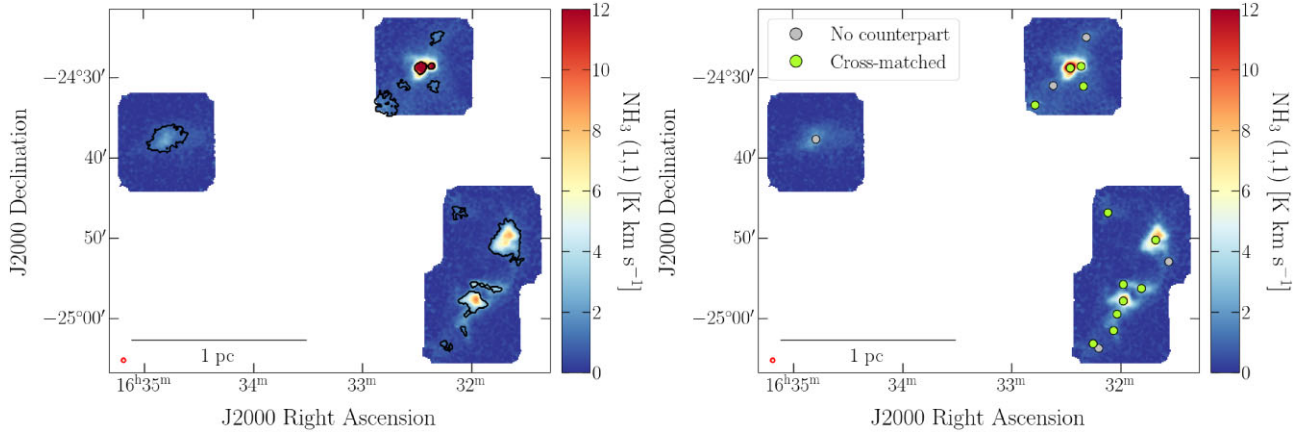 −24°30′
40′
50′
−25°00′
J2000 Declination
16ʰ35ᵐ
34ᵐ
33ᵐ
32ᵐ
J2000 Right Ascension
1 pc
12
10
8
6
4
2
0
NH₃ (1,1) [K km s⁻¹]
No counterpart
Cross-matched
−24°30′
40′
50′
−25°00′
J2000 Declination
16ʰ35ᵐ
34ᵐ
33ᵐ
32ᵐ
J2000 Right Ascension
1 pc
12
10
8
6
4
2
0
NH₃ (1,1) [K km s⁻¹]